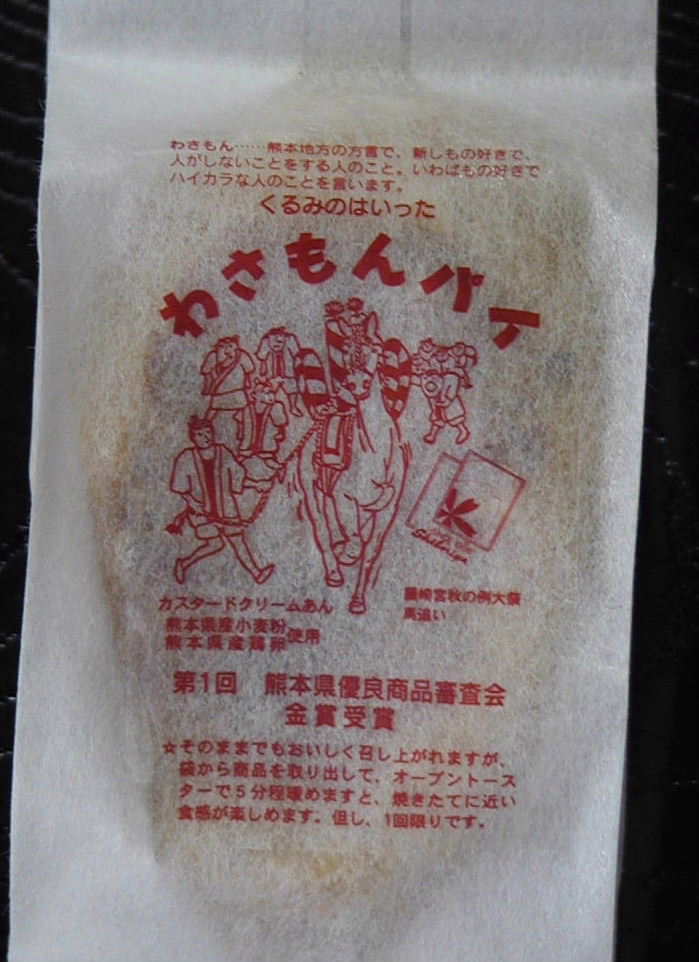 わさもん……熊本地方の方言で、新しもの好きで、
人がしないことをする人のこと。いわばもの好きで
ハイカラな人のことを言います。
くるみのはいった
わさもんパイ
カスタードクリームあん
熊本県産小麦粉
熊本県産鶏卵使用
藤崎宮秋の例大祭
馬追い
第1回 熊本県優良商品審査会
金賞受賞
☆そのままでもおいしく召し上がれますが、
袋から商品を取り出して、オーブントース
ターで5分程暖めますと、焼きたてに近い
食感が楽しめます。但し、1回限りです。